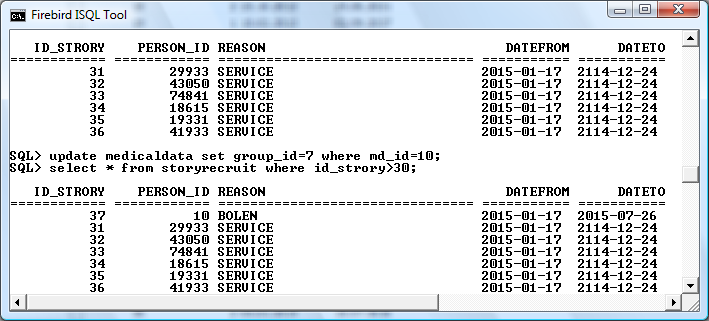 Firebird ISQL Tool
ID_STRORY PERSON_ID REASON DATEFROM DATETO
============ ============ ==================== =========== ===========
31 29933 SERVICE 2015-01-17 2114-12-24
32 43050 SERVICE 2015-01-17 2114-12-24
33 74841 SERVICE 2015-01-17 2114-12-24
34 18615 SERVICE 2015-01-17 2114-12-24
35 19331 SERVICE 2015-01-17 2114-12-24
36 41933 SERVICE 2015-01-17 2114-12-24
SQL> update medicaldata set group_id=7 where md_id=10;
SQL> select * from storyrecruit where id_strory>30;
ID_STRORY PERSON_ID REASON DATEFROM DATETO
============ ============ ==================== =========== ===========
37 10 BOLEN 2015-01-17 2015-07-26
31 29933 SERVICE 2015-01-17 2114-12-24
32 43050 SERVICE 2015-01-17 2114-12-24
33 74841 SERVICE 2015-01-17 2114-12-24
34 18615 SERVICE 2015-01-17 2114-12-24
35 19331 SERVICE 2015-01-17 2114-12-24
36 41933 SERVICE 2015-01-17 2114-12-24